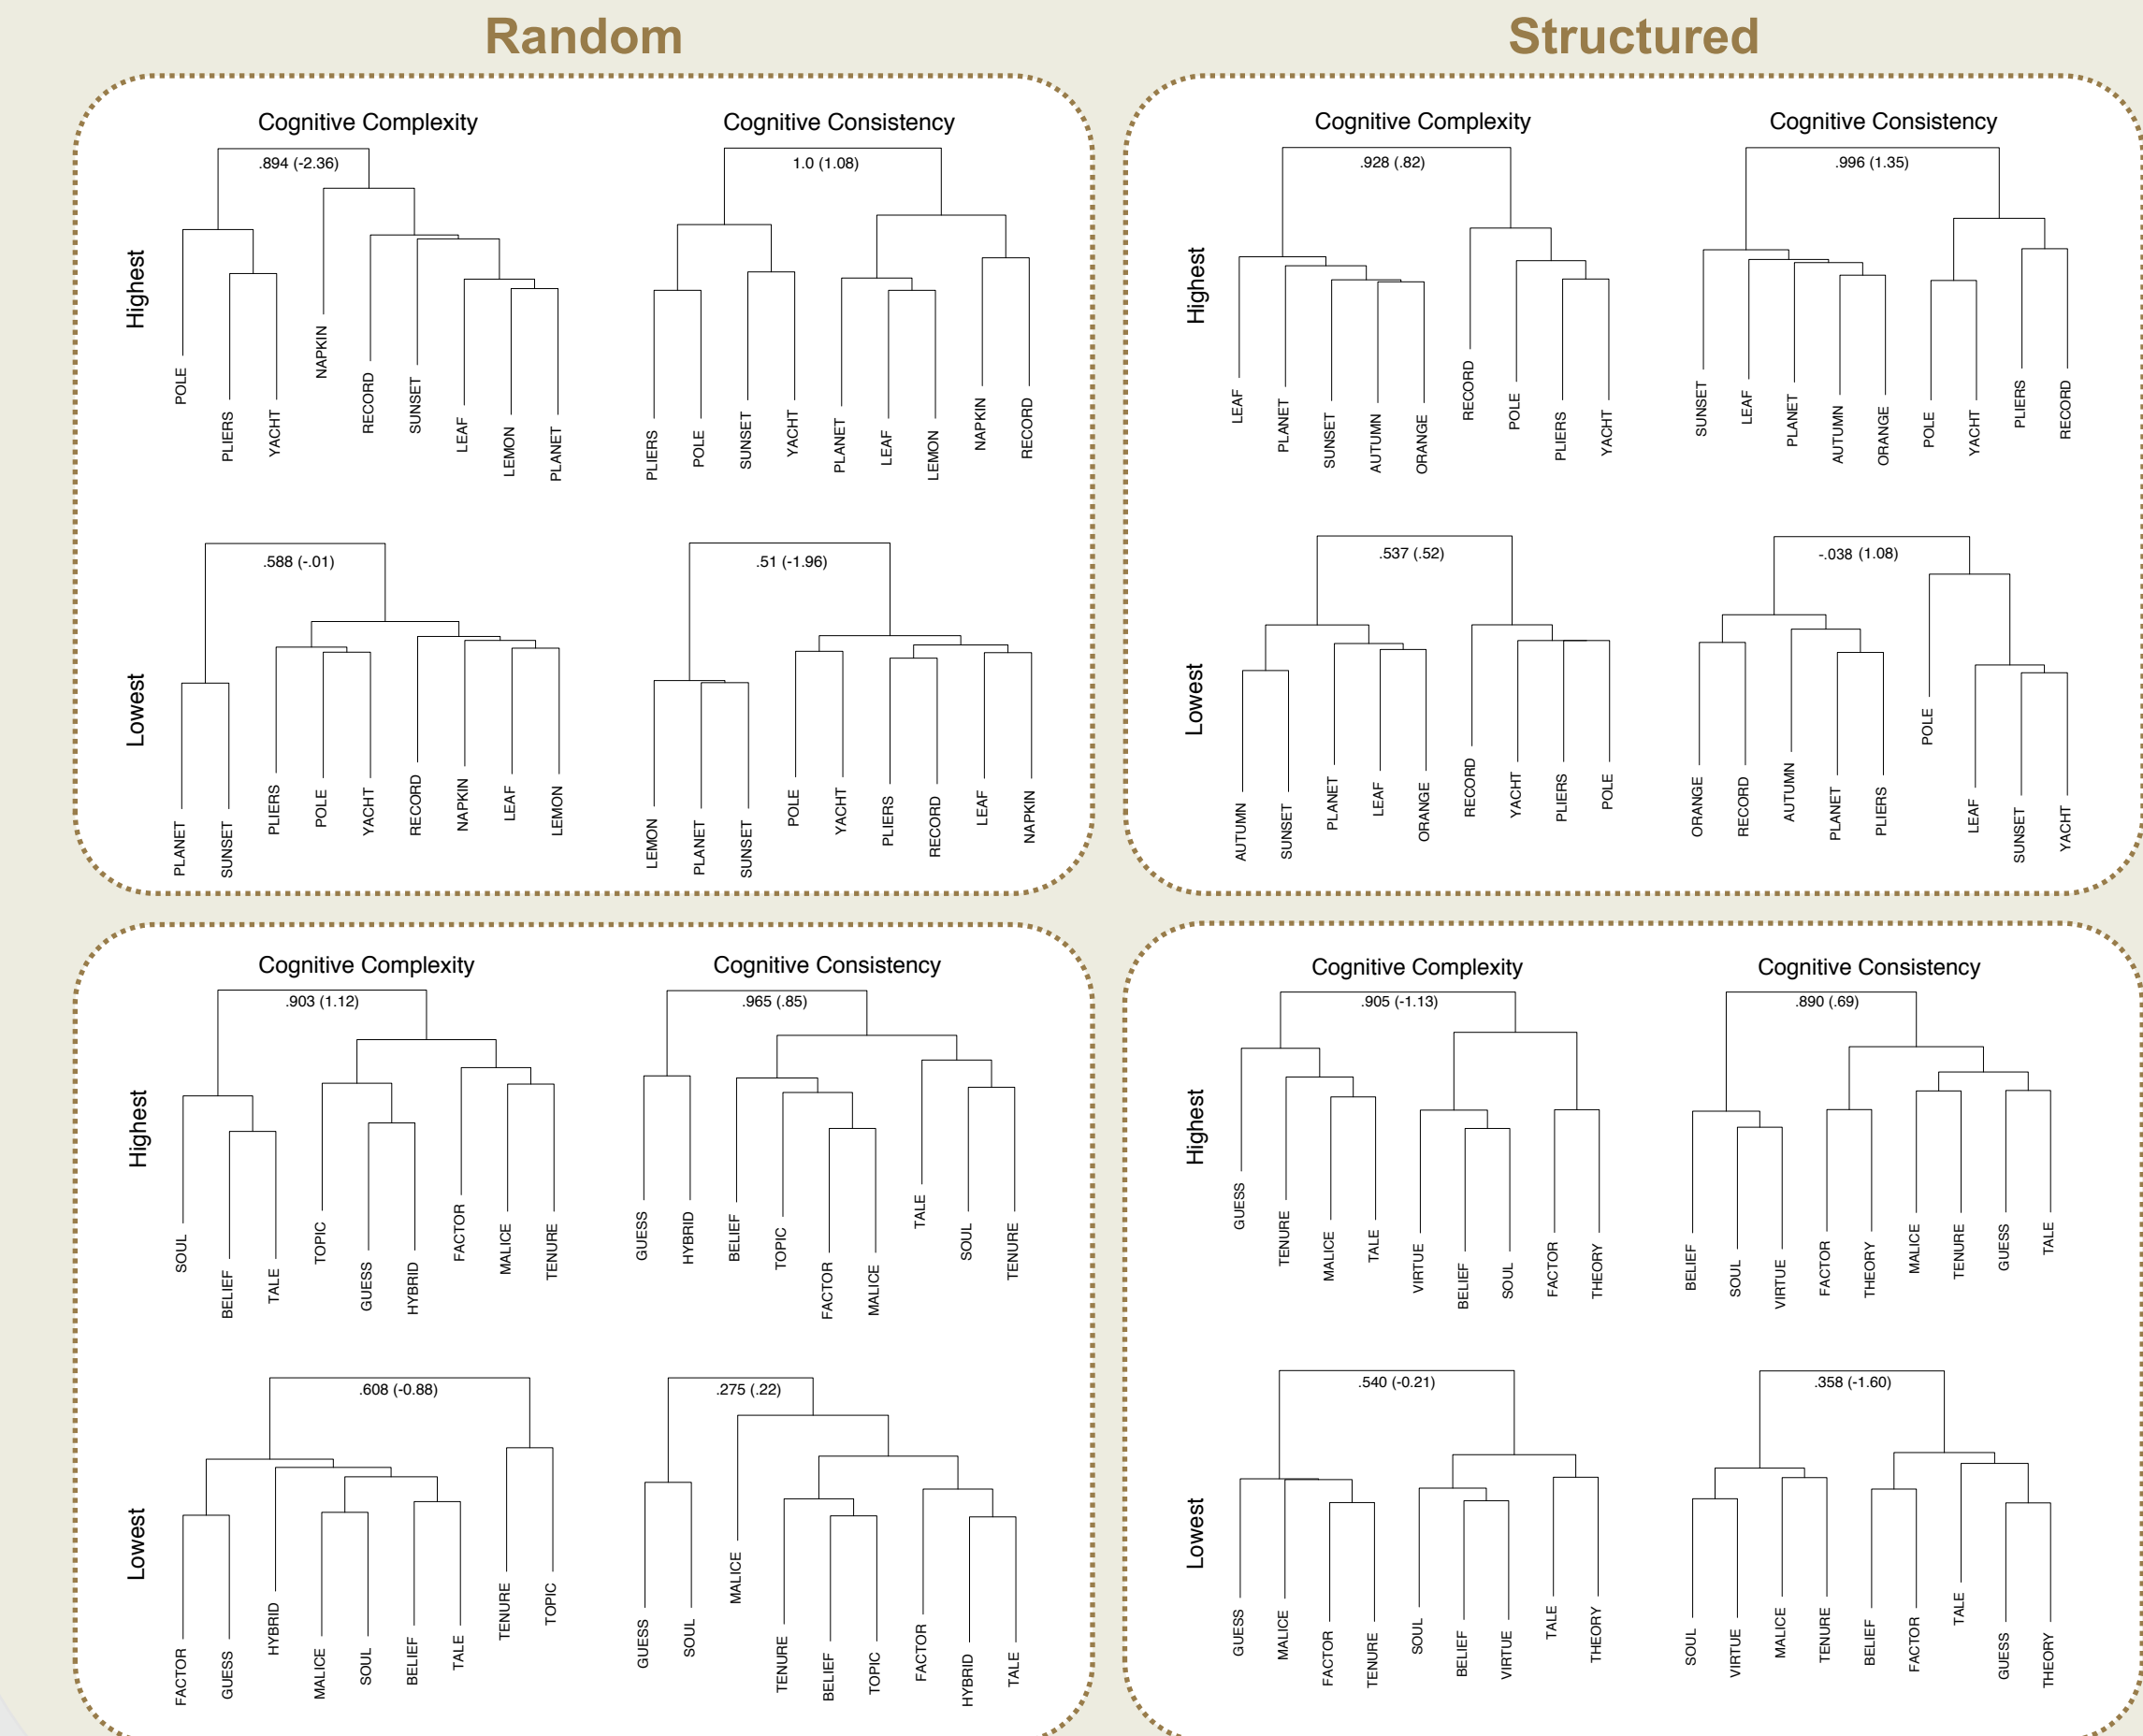 Random
Structured
Cognitive Complexity
Cognitive Consistency
Highest
.894 (-2.36)
POLE
PLIERS
YACHT
NAPKIN
RECORD
SUNSET
LEAF
LEMON
PLANET
1.0 (1.08)
PLIERS
POLE
SUNSET
YACHT
PLANET
LEAF
LEMON
NAPKIN
RECORD
Lowest
.588 (-.01)
PLANET
SUNSET
PLIERS
POLE
YACHT
RECORD
NAPKIN
LEAF
LEMON
.51 (-1.96)
LEMON
PLANET
SUNSET
POLE
YACHT
PLIERS
RECORD
LEAF
NAPKIN
Cognitive Complexity
Cognitive Consistency
Highest
.928 (.82)
LEAF
PLANET
SUNSET
AUTUMN
ORANGE
RECORD
POLE
PLIERS
YACHT
.996 (1.35)
SUNSET
LEAF
PLANET
AUTUMN
ORANGE
POLE
YACHT
PLIERS
RECORD
Lowest
.537 (.52)
AUTUMN
SUNSET
PLANET
LEAF
ORANGE
RECORD
YACHT
PLIERS
POLE
-.038 (1.08)
ORANGE
RECORD
AUTUMN
PLANET
PLIERS
POLE
LEAF
SUNSET
YACHT
Cognitive Complexity
Cognitive Consistency
Highest
.903 (1.12)
SOUL
BELIEF
TALE
TOPIC
GUESS
HYBRID
FACTOR
MALICE
TENURE
.965 (.85)
GUESS
HYBRID
BELIEF
TOPIC
FACTOR
MALICE
TALE
SOUL
TENURE
Lowest
.608 (-0.88)
FACTOR
GUESS
HYBRID
MALICE
SOUL
BELIEF
TALE
TENURE
TOPIC
.275 (.22)
GUESS
SOUL
MALICE
TENURE
BELIEF
TOPIC
FACTOR
HYBRID
TALE
Cognitive Complexity
Cognitive Consistency
Highest
.905 (-1.13)
GUESS
TENURE
MALICE
TALE
VIRTUE
BELIEF
SOUL
FACTOR
THEORY
.890 (.69)
BELIEF
SOUL
VIRTUE
FACTOR
THEORY
MALICE
TENURE
GUESS
TALE
Lowest
.540 (-0.21)
GUESS
MALICE
FACTOR
TENURE
SOUL
BELIEF
VIRTUE
TALE
THEORY
.358 (-1.60)
SOUL
VIRTUE
MALICE
TENURE
BELIEF
FACTOR
TALE
GUESS
THEORY